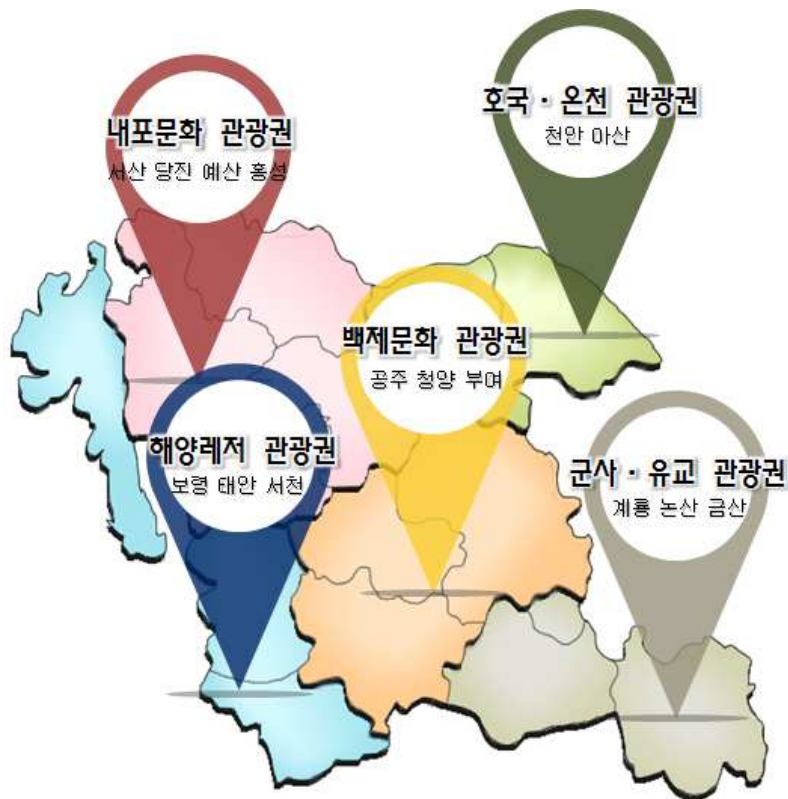 호국 · 온천 관광권
천안 아산
내포문화 관광권
서산 당진 예산 홍성
백제문화 관광권
공주 청양 부여
해양레저 관광권
보령 태안 서천
군사 · 유교 관광권
계룡 논산 금산